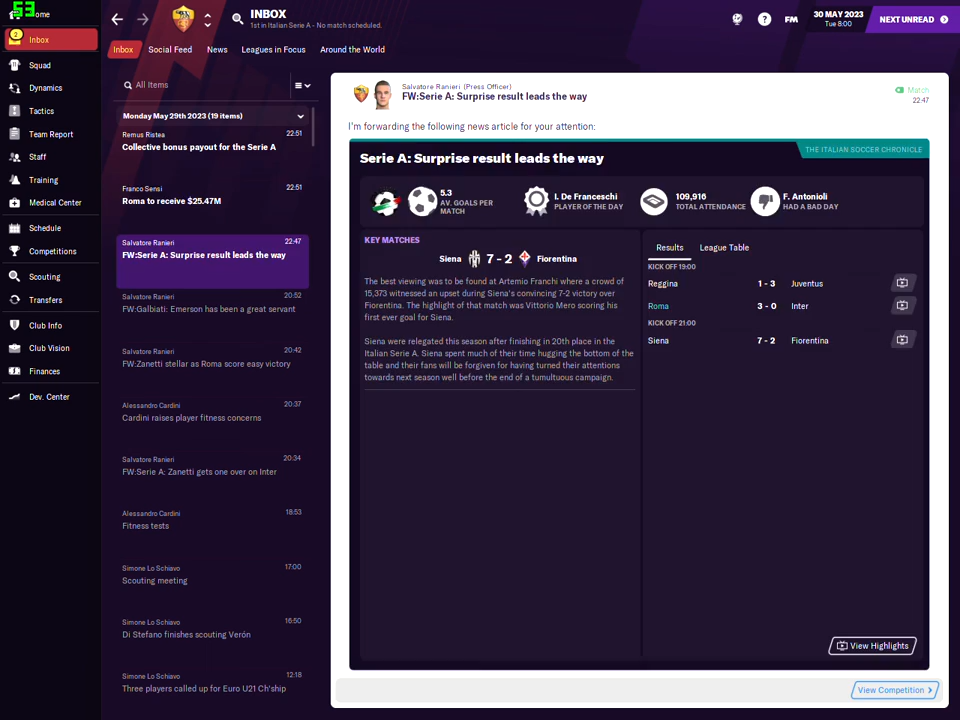 53
ome
INBOX
1st in Italian Serie A - No match scheduled.
FM
30 MAY 2023
Tue 8:00
NEXT UNREAD
2
Inbox
Squad
Dynamics
Tactics
Team Report
Staff
Training
Medical Center
Schedule
Competitions
Scouting
Transfers
Club Info
Club Vision
Finances
Dev. Center
Inbox
Social Feed
News
Leagues in Focus
Around the World
All Items
Monday May 29th 2023 (19 items)
Remus Ristea
22:51
Collective bonus payout for the Serie A
Franco Sensi
22:51
Roma to receive $25.47M
Salvatore Ranieri
22:47
FW:Serie A: Surprise result leads the way
Salvatore Ranieri
20:52
FW:Galbiati: Emerson has been a great servant
Salvatore Ranieri
20:42
FW:Zanetti stellar as Roma score easy victory
Alessandro Cardini
20:37
Cardini raises player fitness concerns
Salvatore Ranieri
20:34
FW:Serie A: Zanetti gets one over on Inter
Alessandro Cardini
18:53
Fitness tests
Simone Lo Schiavo
17:00
Scouting meeting
Simone Lo Schiavo
16:50
Di Stefano finishes scouting Verón
Simone Lo Schiavo
12:18
Three players called up for Euro U21 Ch'ship
Salvatore Ranieri (Press Officer)
FW:Serie A: Surprise result leads the way
Match
22:47
I'm forwarding the following news article for your attention:
THE ITALIAN SOCCER CHRONICLE
Serie A: Surprise result leads the way
5.3
AV. GOALS PER
MATCH
I. De Franceschi
PLAYER OF THE DAY
109,916
TOTAL ATTENDANCE
F. Antonioli
HAD A BAD DAY
KEY MATCHES
Siena 7 - 2 Fiorentina
The best viewing was to be found at Artemio Franchi where a crowd of
15,373 witnessed an upset during Siena's convincing 7-2 victory over
Fiorentina. The highlight of that match was Vittorio Mero scoring his
first ever goal for Siena.
Siena were relegated this season after finishing in 20th place in the
Italian Serie A. Siena spent much of their time hugging the bottom of the
table and their fans will be forgiven for having turned their attentions
towards next season well before the end of a tumultuous campaign.
Results
League Table
KICK OFF 19:00
Reggina 1 - 3 Juventus
Roma 3 - 0 Inter
KICK OFF 21:00
Siena 7 - 2 Fiorentina
View Highlights
View Competition